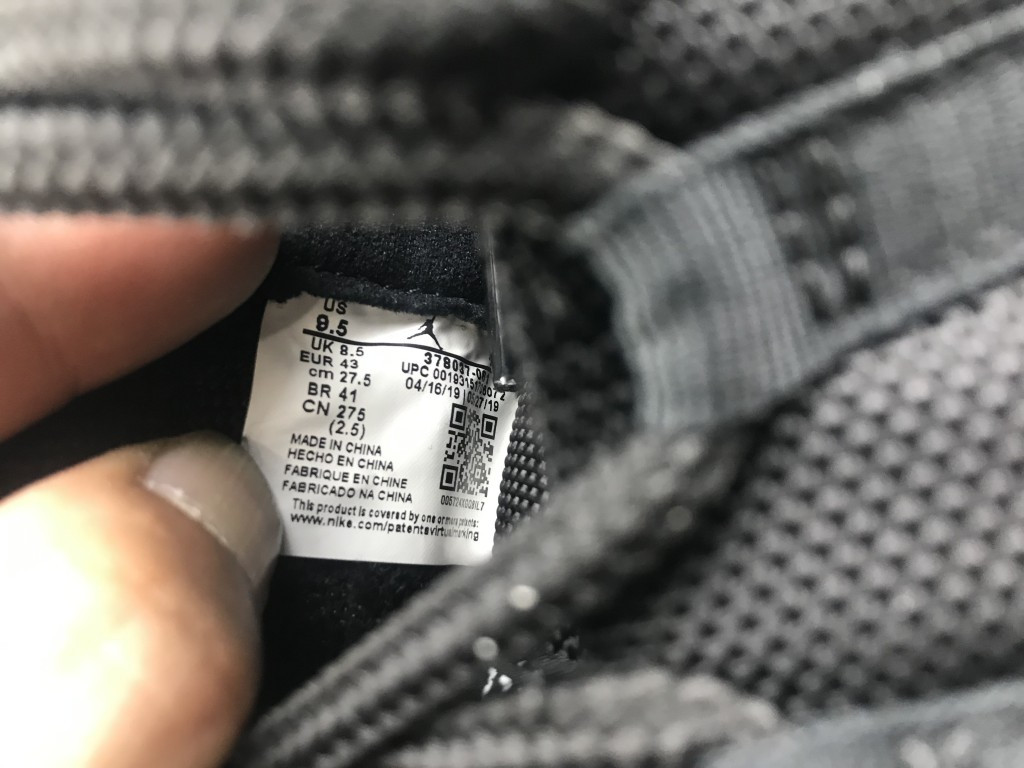 US
9.5
UK 8.5
EUR 43
cm 27.5
BR 41
CN 275
(2.5)
UPC
04/16/19
MADE IN CHINA
HECHO EN CHINA
FABRIQUE EN CHINE
FABRICADO NA CHINA
This product is covered by one or more patents:
www.nike.com/patentsvirtualmarking